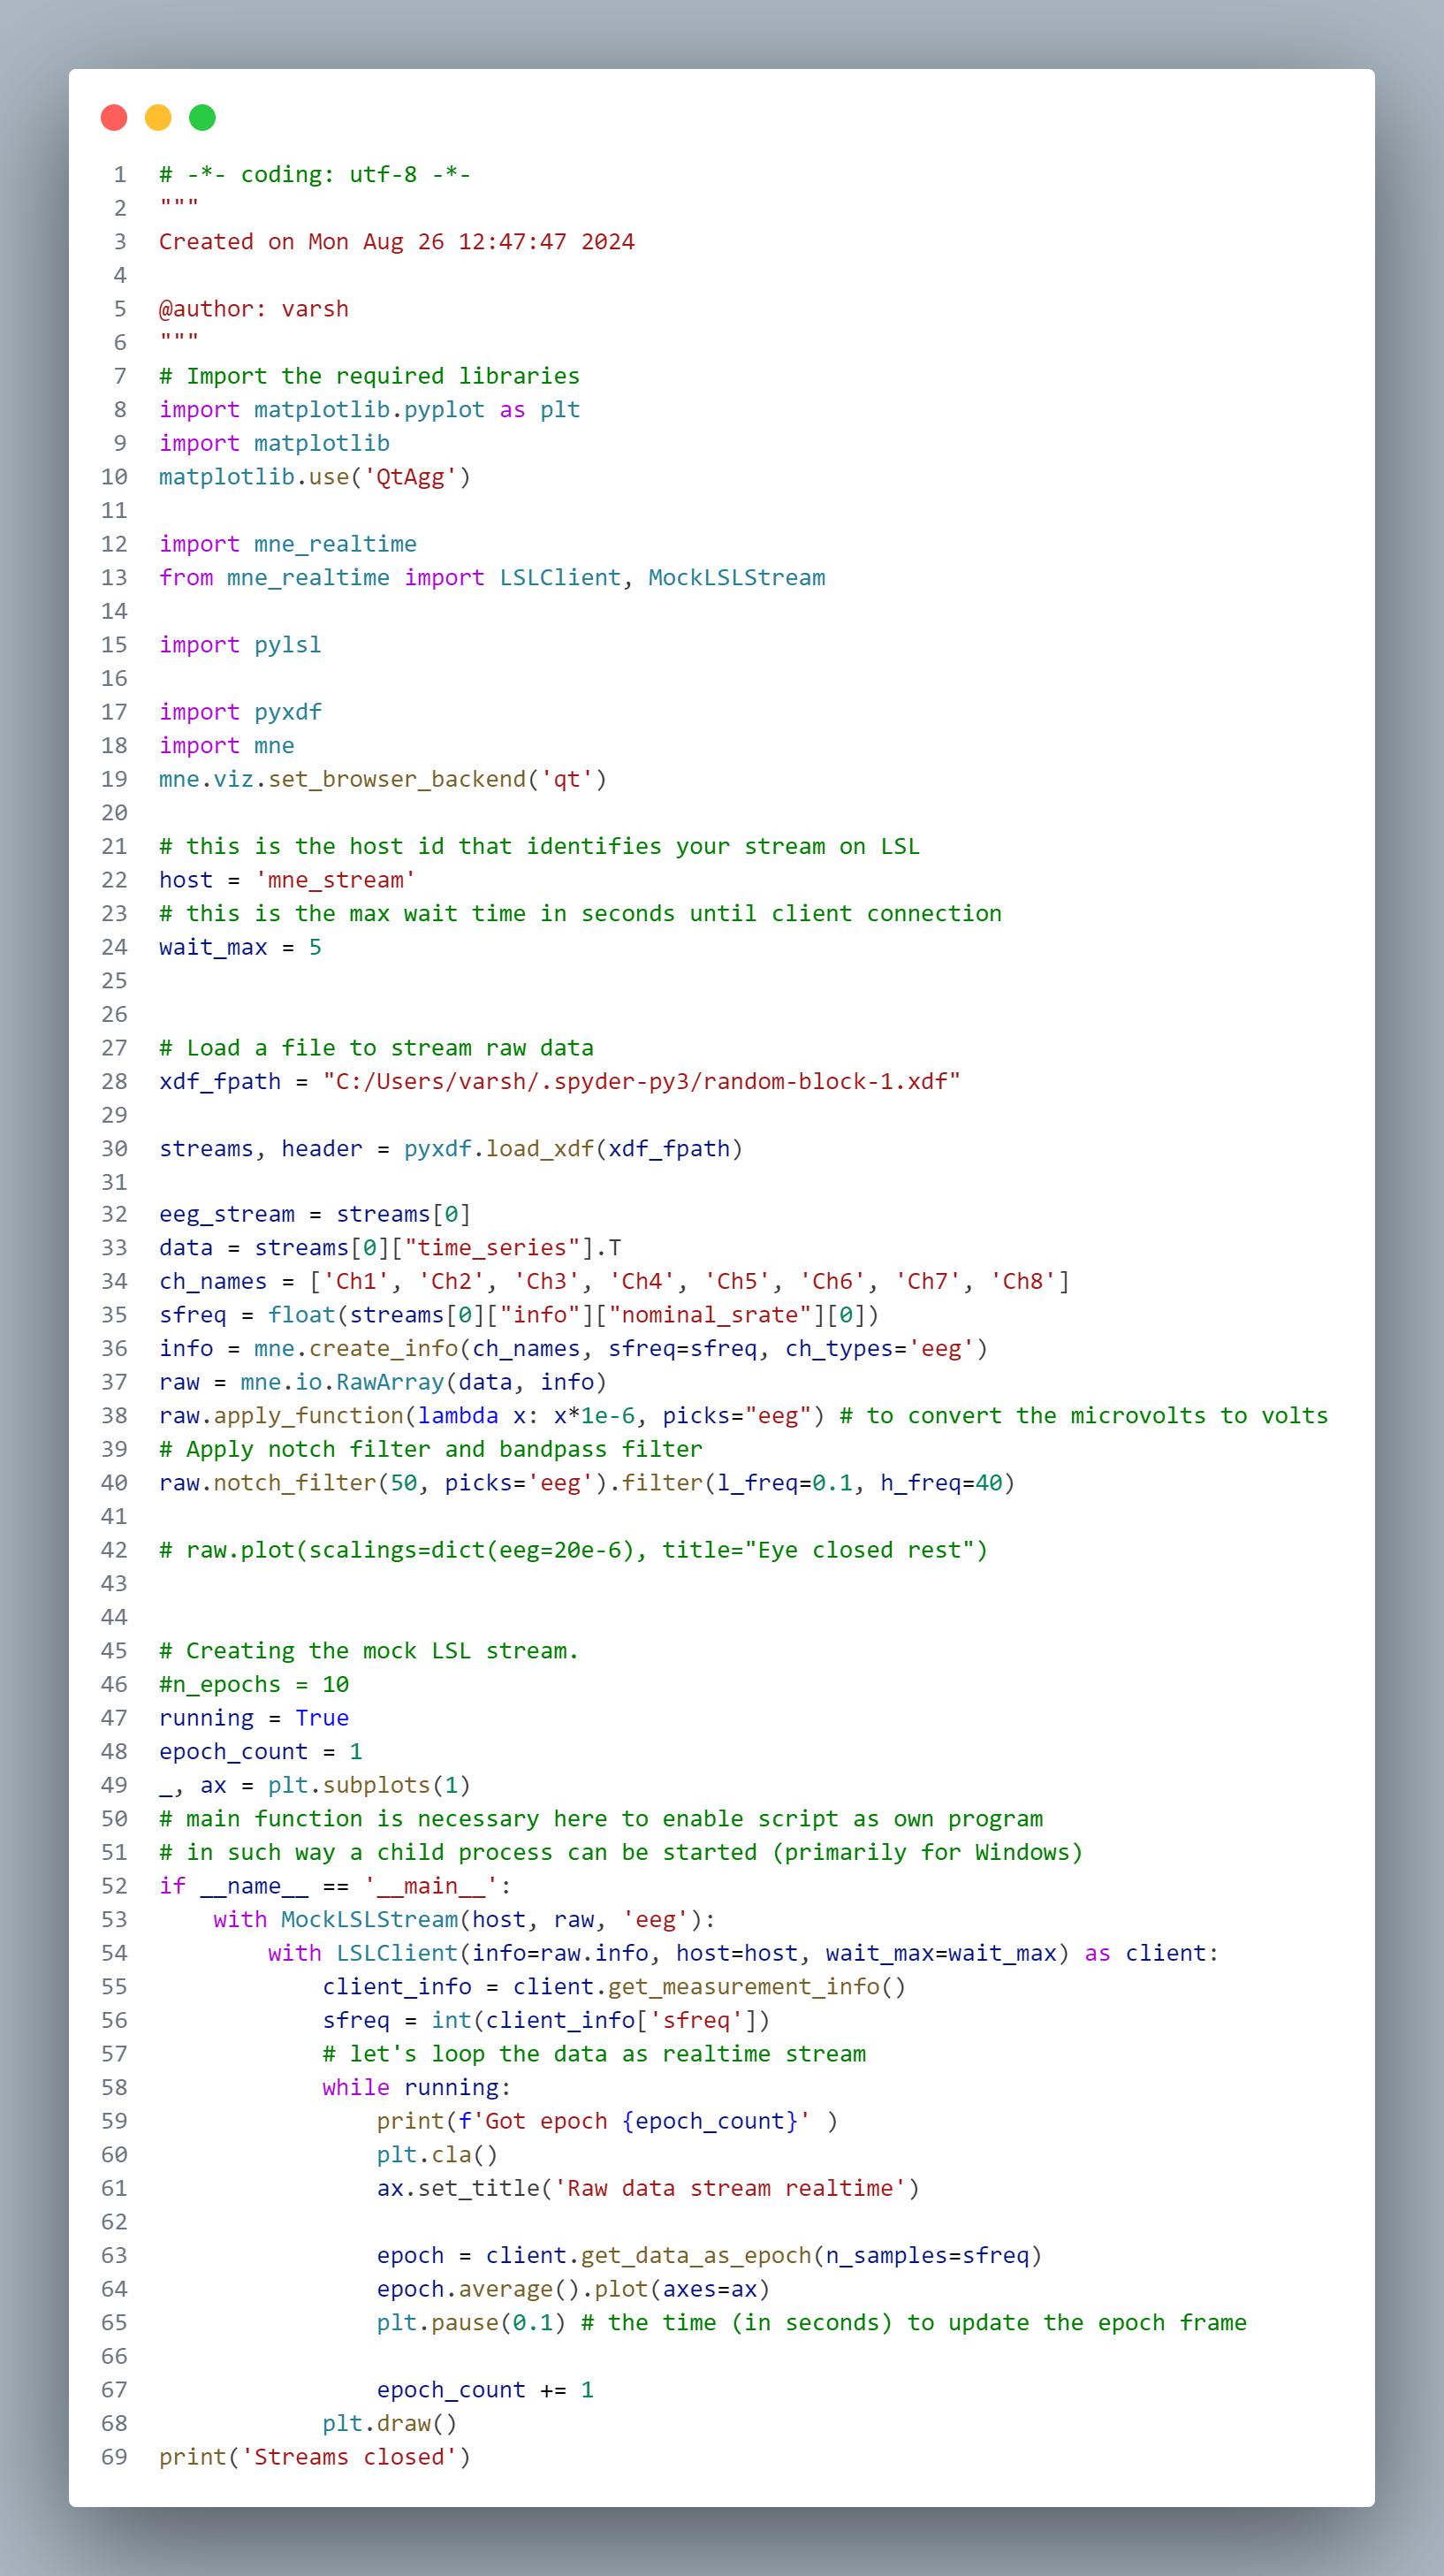 1 # -*- coding: utf-8 -*-
2 """
3 Created on Mon Aug 26 12:47:47 2024
4
5 @author: varsh
6 """
7 # Import the required libraries
8 import matplotlib.pyplot as plt
9 import matplotlib
10 matplotlib.use('QtAgg')
11
12 import mne_realtime
13 from mne_realtime import LSLClient, MockLSLStream
14
15 import pylsl
16
17 import pyxdf
18 import mne
19 mne.viz.set_browser_backend('qt')
20
21 # this is the host id that identifies your stream on LSL
22 host = 'mne_stream'
23 # this is the max wait time in seconds until client connection
24 wait_max = 5
25
26
27 # Load a file to stream raw data
28 xdf_fpath = "C:/Users/varsh/.spyder-py3/random-block-1.xdf"
29
30 streams, header = pyxdf.load_xdf(xdf_fpath)
31
32 eeg_stream = streams[0]
33 data = streams[0]["time_series"].T
34 ch_names = ['Ch1', 'Ch2', 'Ch3', 'Ch4', 'Ch5', 'Ch6', 'Ch7', 'Ch8']
35 sfreq = float(streams[0]["info"]["nominal_srate"][0])
36 info = mne.create_info(ch_names, sfreq=sfreq, ch_types='eeg')
37 raw = mne.io.RawArray(data, info)
38 raw.apply_function(lambda x: x*1e-6, picks="eeg") # to convert the microvolts to volts
39 # Apply notch filter and bandpass filter
40 raw.notch_filter(50, picks='eeg').filter(l_freq=0.1, h_freq=40)
41
42 # raw.plot(scalings=dict(eeg=20e-6), title="Eye closed rest")
43
44
45 # Creating the mock LSL stream.
46 #n_epochs = 10
47 running = True
48 epoch_count = 1
49 _, ax = plt.subplots(1)
50 # main function is necessary here to enable script as own program
51 # in such way a child process can be started (primarily for Windows)
52 if __name__ == '__main__':
53     with MockLSLStream(host, raw, 'eeg'):
54         with LSLClient(info=raw.info, host=host, wait_max=wait_max) as client:
55             client_info = client.get_measurement_info()
56             sfreq = int(client_info['sfreq'])
57             # let's loop the data as realtime stream
58             while running:
59                 print(f'Got epoch {epoch_count}' )
60                 plt.cla()
61                 ax.set_title('Raw data stream realtime')
62
63                 epoch = client.get_data_as_epoch(n_samples=sfreq)
64                 epoch.average().plot(axes=ax)
65                 plt.pause(0.1) # the time (in seconds) to update the epoch frame
66
67                 epoch_count += 1
68             plt.draw()
69 print('Streams closed')